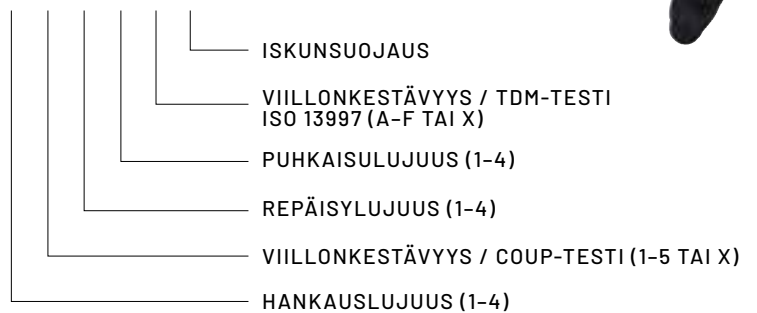 ISKUNSUOJAUS
VIILLONKESTÄVYYS / TDM-TESTI
ISO 13997 (A–F TAI X)
PUHKAISULUJUUS (1–4)
REPÄISYLUJUUS (1–4)
VIILLONKESTÄVYYS / COUP-TESTI (1–5 TAI X)
HANKAUSLUJUUS (1–4)